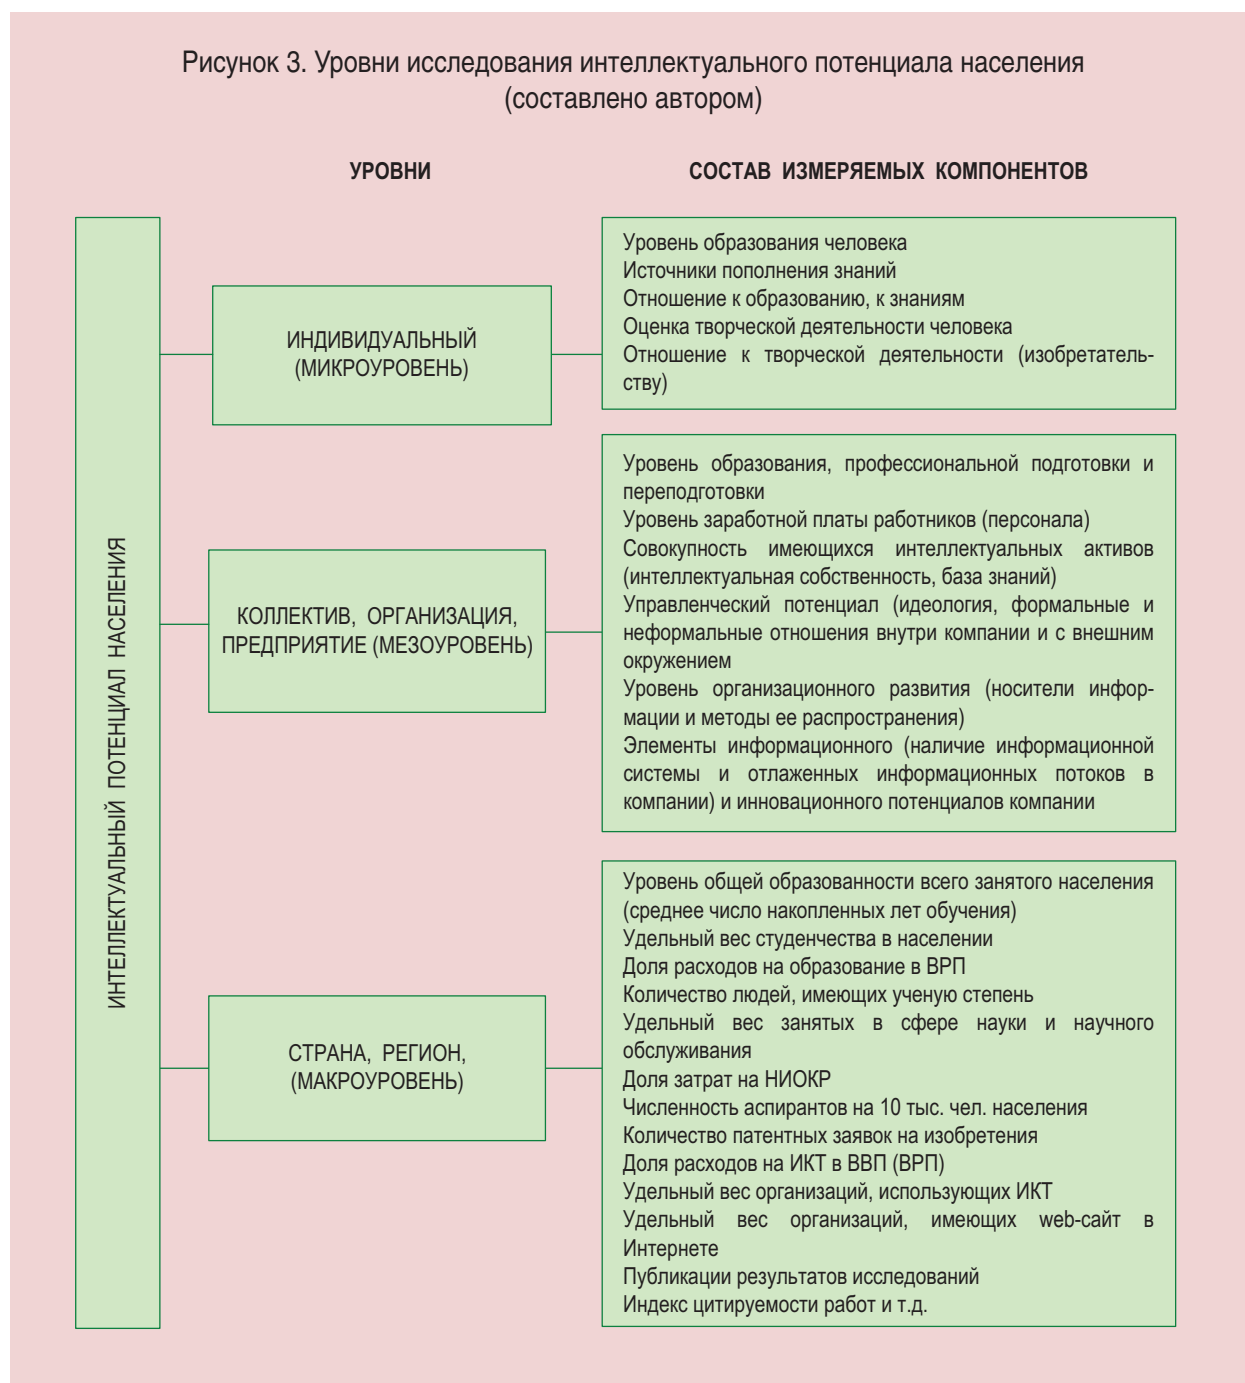 Рисунок 3. Уровни исследования интеллектуального потенциала населения
(составлено автором)
УРОВНИ
СОСТАВ ИЗМЕРЯЕМЫХ КОМПОНЕНТОВ
ИНТЕЛЛЕКТУАЛЬНЫЙ ПОТЕНЦИАЛ НАСЕЛЕНИЯ
ИНДИВИДУАЛЬНЫЙ
(МИКРОУРОВЕНЬ)
Уровень образования человека
Источники пополнения знаний
Отношение к образованию, к знаниям
Оценка творческой деятельности человека
Отношение к творческой деятельности (изобретатель-
ству)
КОЛЛЕКТИВ, ОРГАНИЗАЦИЯ,
ПРЕДПРИЯТИЕ (МЕЗОУРОВЕНЬ)
Уровень образования, профессиональной подготовки и
переподготовки
Уровень заработной платы работников (персонала)
Совокупность имеющихся интеллектуальных активов
(интеллектуальная собственность, база знаний)
Управленческий потенциал (идеология, формальные и
неформальные отношения внутри компании и с внешним
окружением
Уровень организационного развития (носители инфор-
мации и методы ее распространения)
Элементы информационного (наличие информационной
системы и отлаженных информационных потоков в
компании) и инновационного потенциалов компании
СТРАНА, РЕГИОН,
(МАКРОУРОВЕНЬ)
Уровень общей образованности всего занятого населения
(среднее число накопленных лет обучения)
Удельный вес студенчества в населении
Доля расходов на образование в ВРП
Количество людей, имеющих ученую степень
Удельный вес занятых в сфере науки и научного
обслуживания
Доля затрат на НИОКР
Численность аспирантов на 10 тыс. чел. населения
Количество патентных заявок на изобретения
Доля расходов на ИКТ в ВВП (ВРП)
Удельный вес организаций, использующих ИКТ
Удельный вес организаций, имеющих web-сайт в
Интернете
Публикации результатов исследований
Индекс цитируемости работ и т.д.